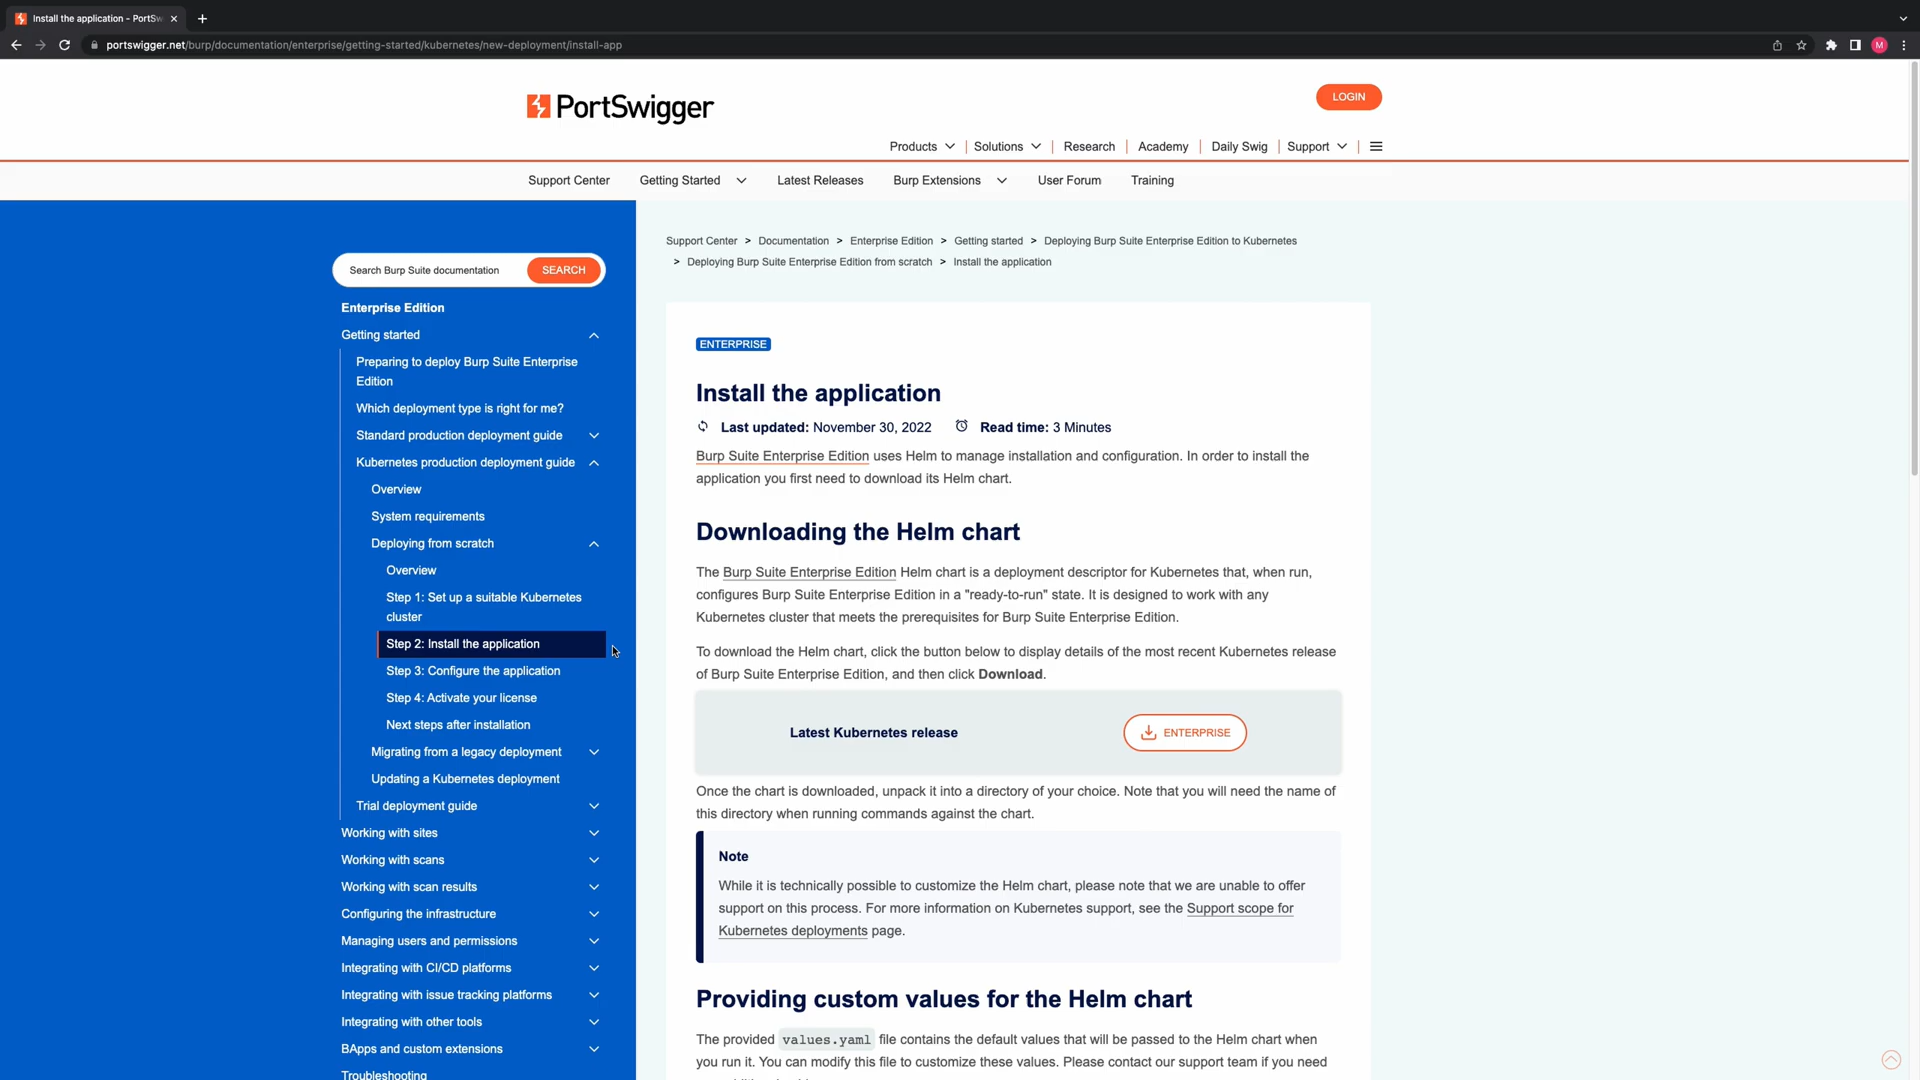 Install the application - PortSw
portswigger.net/burp/documentation/enterprise/getting-started/kubernetes/new-deployment/install-app
M
PortSwigger
LOGIN
Products
Solutions
Research
Academy
Daily Swig
Support
Support Center
Getting Started
Latest Releases
Burp Extensions
User Forum
Training
Search Burp Suite documentation
SEARCH
Enterprise Edition
Getting started
Preparing to deploy Burp Suite Enterprise
Edition
Which deployment type is right for me?
Standard production deployment guide
Kubernetes production deployment guide
Overview
System requirements
Deploying from scratch
Overview
Step 1: Set up a suitable Kubernetes
cluster
Step 2: Install the application
Step 3: Configure the application
Step 4: Activate your license
Next steps after installation
Migrating from a legacy deployment
Updating a Kubernetes deployment
Trial deployment guide
Working with sites
Working with scans
Working with scan results
Configuring the infrastructure
Managing users and permissions
Integrating with CI/CD platforms
Integrating with issue tracking platforms
Integrating with other tools
BApps and custom extensions
Troubleshooting
Support Center > Documentation > Enterprise Edition > Getting started > Deploying Burp Suite Enterprise Edition to Kubernetes
> Deploying Burp Suite Enterprise Edition from scratch > Install the application
ENTERPRISE
Install the application
Last updated: November 30, 2022 Read time: 3 Minutes
Burp Suite Enterprise Edition uses Helm to manage installation and configuration. In order to install the
application you first need to download its Helm chart.
Downloading the Helm chart
The Burp Suite Enterprise Edition Helm chart is a deployment descriptor for Kubernetes that, when run,
configures Burp Suite Enterprise Edition in a "ready-to-run" state. It is designed to work with any
Kubernetes cluster that meets the prerequisites for Burp Suite Enterprise Edition.
To download the Helm chart, click the button below to display details of the most recent Kubernetes release
of Burp Suite Enterprise Edition, and then click Download.
Latest Kubernetes release
ENTERPRISE
Once the chart is downloaded, unpack it into a directory of your choice. Note that you will need the name of
this directory when running commands against the chart.
Note
While it is technically possible to customize the Helm chart, please note that we are unable to offer
support on this process. For more information on Kubernetes support, see the Support scope for
Kubernetes deployments page.
Providing custom values for the Helm chart
The provided values.yaml file contains the default values that will be passed to the Helm chart when
you run it. You can modify this file to customize these values. Please contact our support team if you need